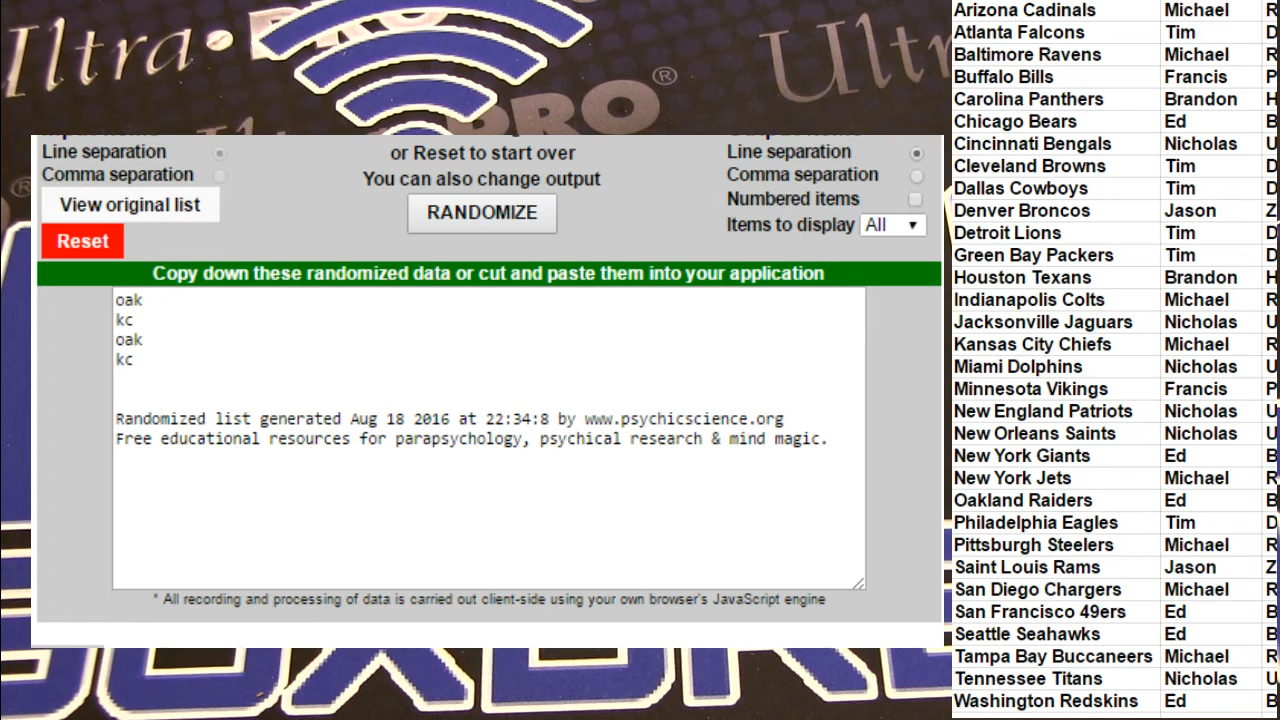 Ultra PRO
Ultr
Ultra PRO ®
®
Line separation
Comma separation
View original list
Reset
or Reset to start over
You can also change output
RANDOMIZE
Line separation
Comma separation
Numbered items
Items to display All
Copy down these randomized data or cut and paste them into your application
oak
kc
oak
kc
Randomized list generated Aug 18 2016 at 22:34:8 by www.psychicscience.org
Free educational resources for parapsychology, psychical research & mind magic.
* All recording and processing of data is carried out client-side using your own browser's JavaScript engine
Arizona Cadinals Michael R
Atlanta Falcons Tim D
Baltimore Ravens Michael R
Buffalo Bills Francis P
Carolina Panthers Brandon H
Chicago Bears Ed B
Cincinnati Bengals Nicholas U
Cleveland Browns Tim D
Dallas Cowboys Tim D
Denver Broncos Jason Z
Detroit Lions Tim D
Green Bay Packers Tim D
Houston Texans Brandon H
Indianapolis Colts Michael R
Jacksonville Jaguars Nicholas U
Kansas City Chiefs Michael R
Miami Dolphins Nicholas U
Minnesota Vikings Francis P
New England Patriots Nicholas U
New Orleans Saints Nicholas U
New York Giants Ed B
New York Jets Michael R
Oakland Raiders Ed B
Philadelphia Eagles Tim D
Pittsburgh Steelers Michael R
Saint Louis Rams Jason Z
San Diego Chargers Michael R
San Francisco 49ers Ed B
Seattle Seahawks Ed B
Tampa Bay Buccaneers Michael R
Tennessee Titans Nicholas U
Washington Redskins Ed B